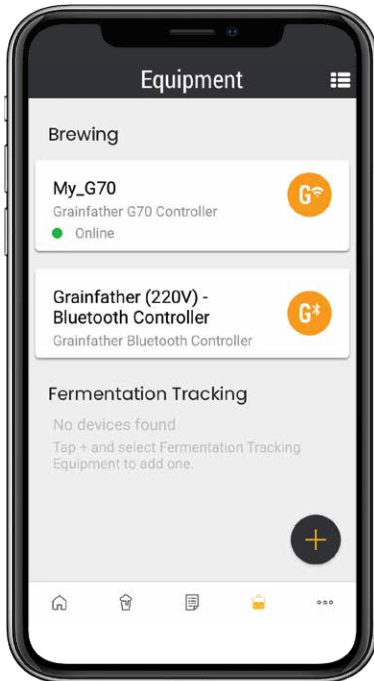 Equipment
Brewing
My_G70
Grainfather G70 Controller
Online
G
Grainfather (220V) -
Bluetooth Controller
Grainfather Bluetooth Controller
G
Fermentation Tracking
No devices found
Tap + and select Fermentation Tracking
Equipment to add one.
+